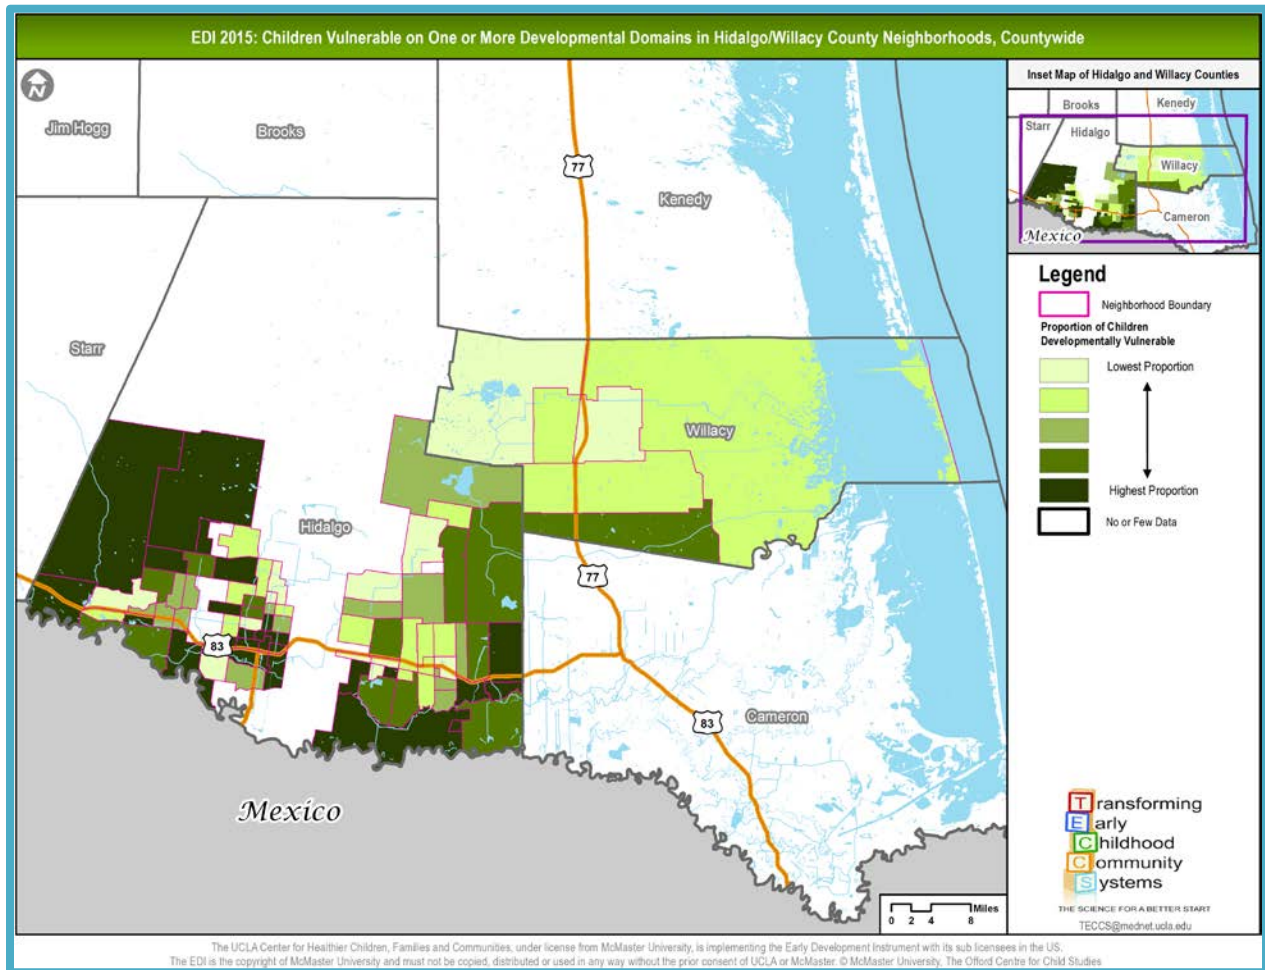 EDI 2015: Children Vulnerable on One or More Developmental Domains in Hidalgo/Willacy County Neighborhoods, Countywide
N
Jim Hogg
Brooks
77
Kenedy
Starr
Willacy
Hidalgo
77
83
83
Cameron
Mexico
Miles
0 2 4 8
Inset Map of Hidalgo and Willacy Counties
Brooks
Kenedy
Starr
Hidalgo
Willacy
Cameron
Mexico
Legend
Neighborhood Boundary
Proportion of Children
Developmentally Vulnerable
Lowest Proportion
Highest Proportion
No or Few Data
Transforming
Early
Childhood
Community
Systems
THE SCIENCE FOR A BETTER START
TECCS@mednet.ucla.edu
The UCLA Center for Healthier Children, Families and Communities, under license from McMaster University, is implementing the Early Development Instrument with its sub licensees in the US.
The EDI is the copyright of McMaster University and must not be copied, distributed or used in any way without the prior consent of UCLA or McMaster. © McMaster University, The Offord Centre for Child Studies